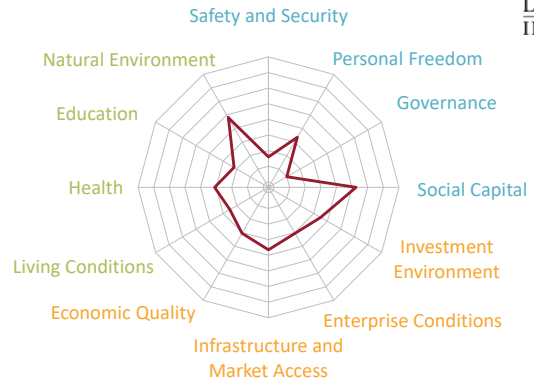 Safety and Security
Natural Environment
Personal Freedom
Education
Governance
Health
Social Capital
Investment
Environment
Living Conditions
Economic Quality
Enterprise Conditions
Infrastructure and
Market Access